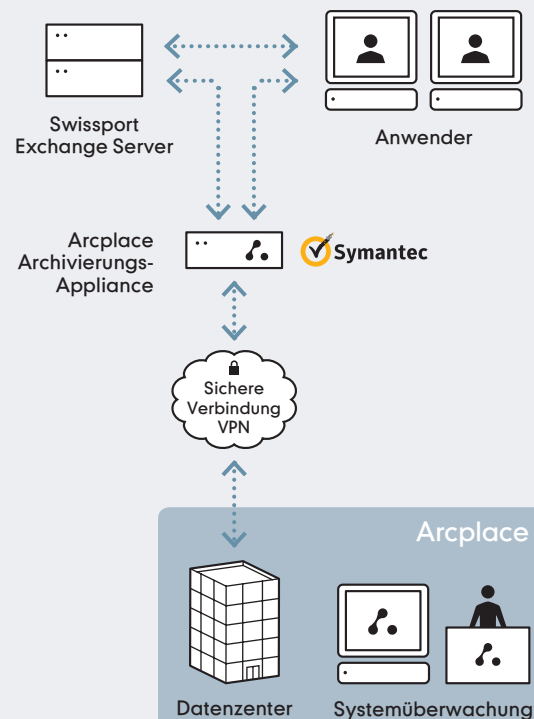 Swissport
Exchange Server
Anwender
Arcplace
Archivierungs-
Appliance
Symantec
Sichere
Verbindung
VPN
Arcplace
Datenzenter
Systemüberwachung